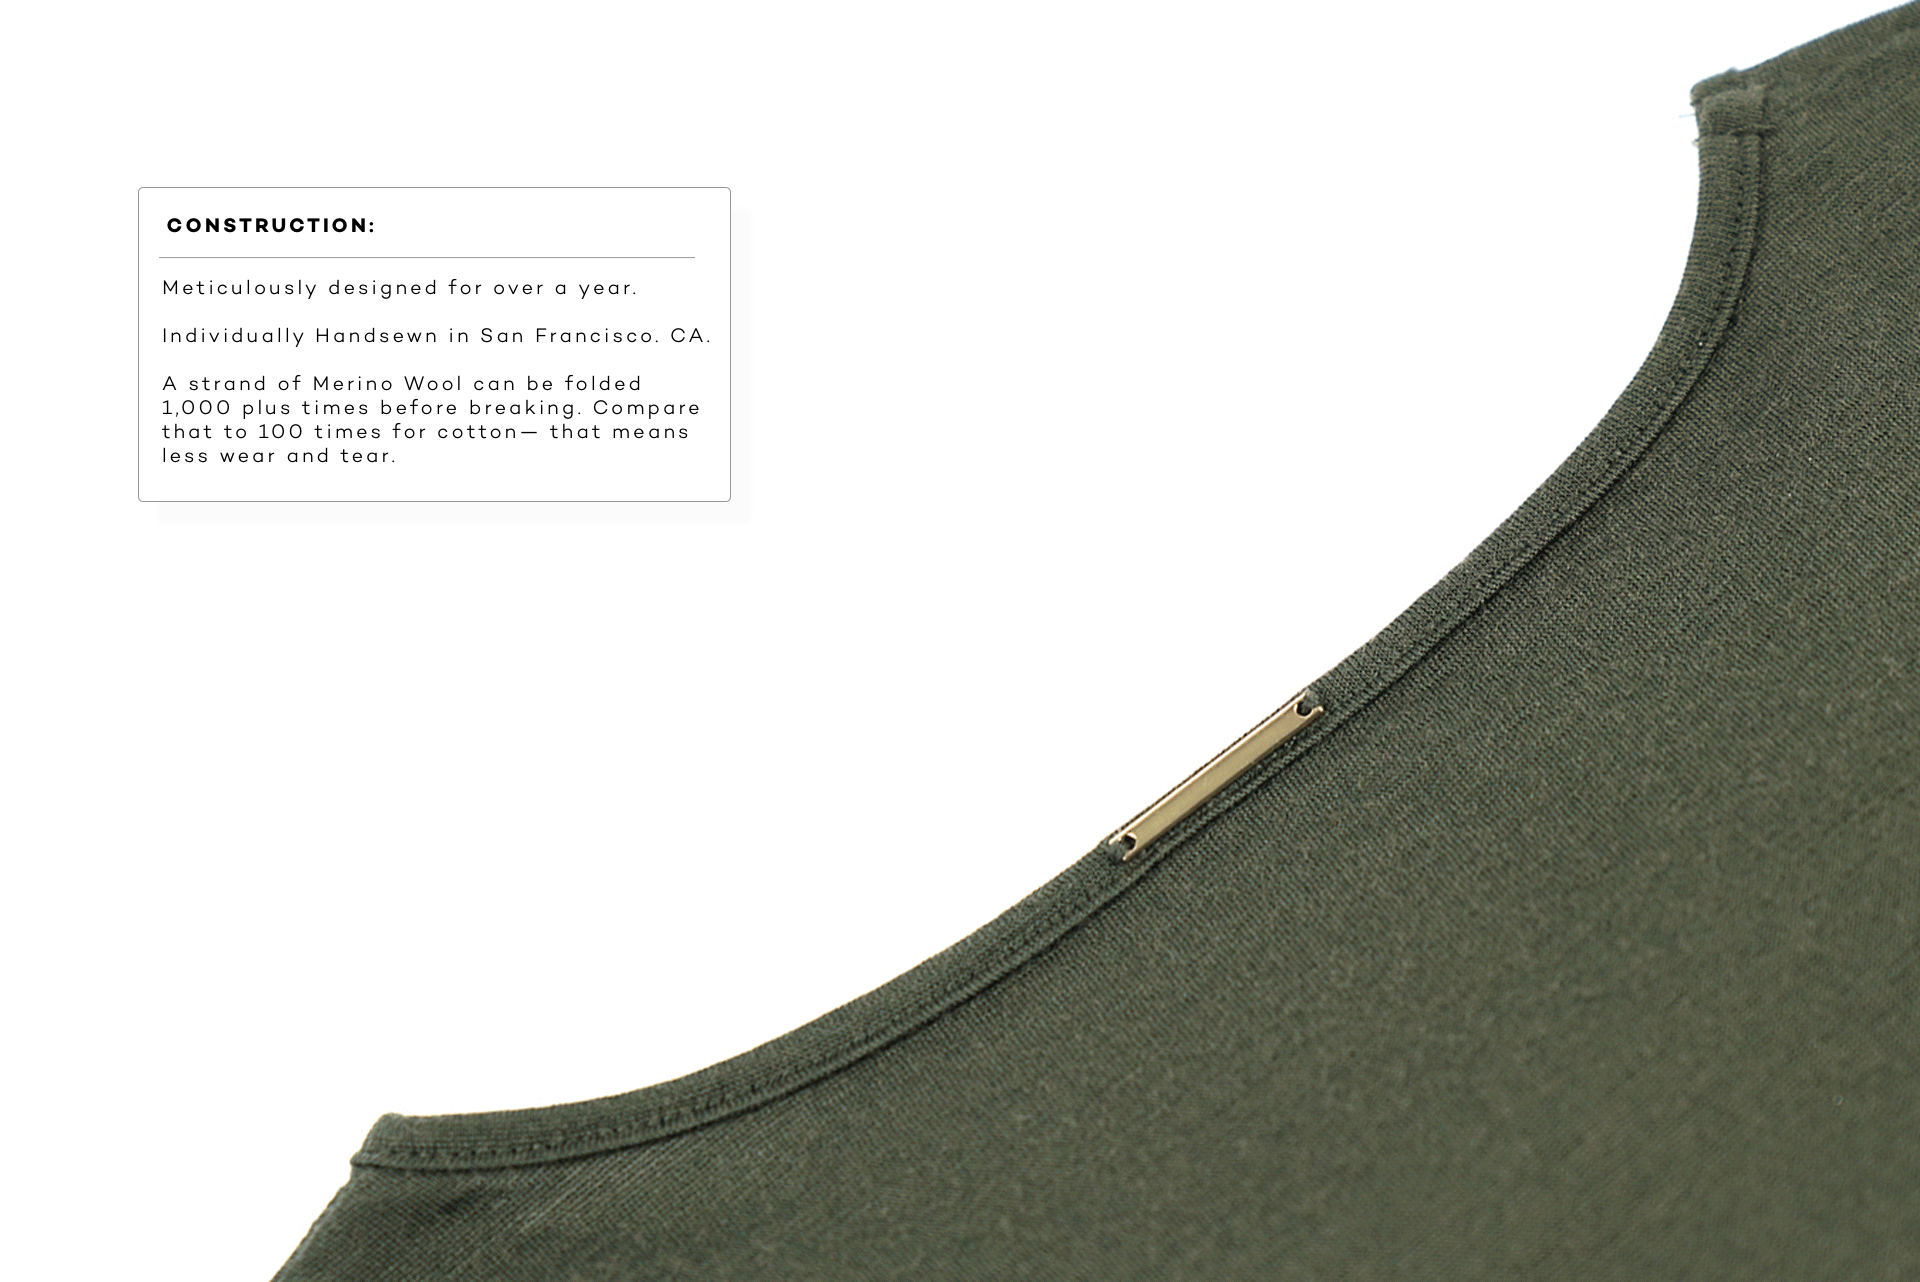 CONSTRUCTION:
Meticulously designed for over a year.
Individually Handsewn in San Francisco. CA.
A strand of Merino Wool can be folded
1,000 plus times before breaking. Compare
that to 100 times for cotton— that means
less wear and tear.